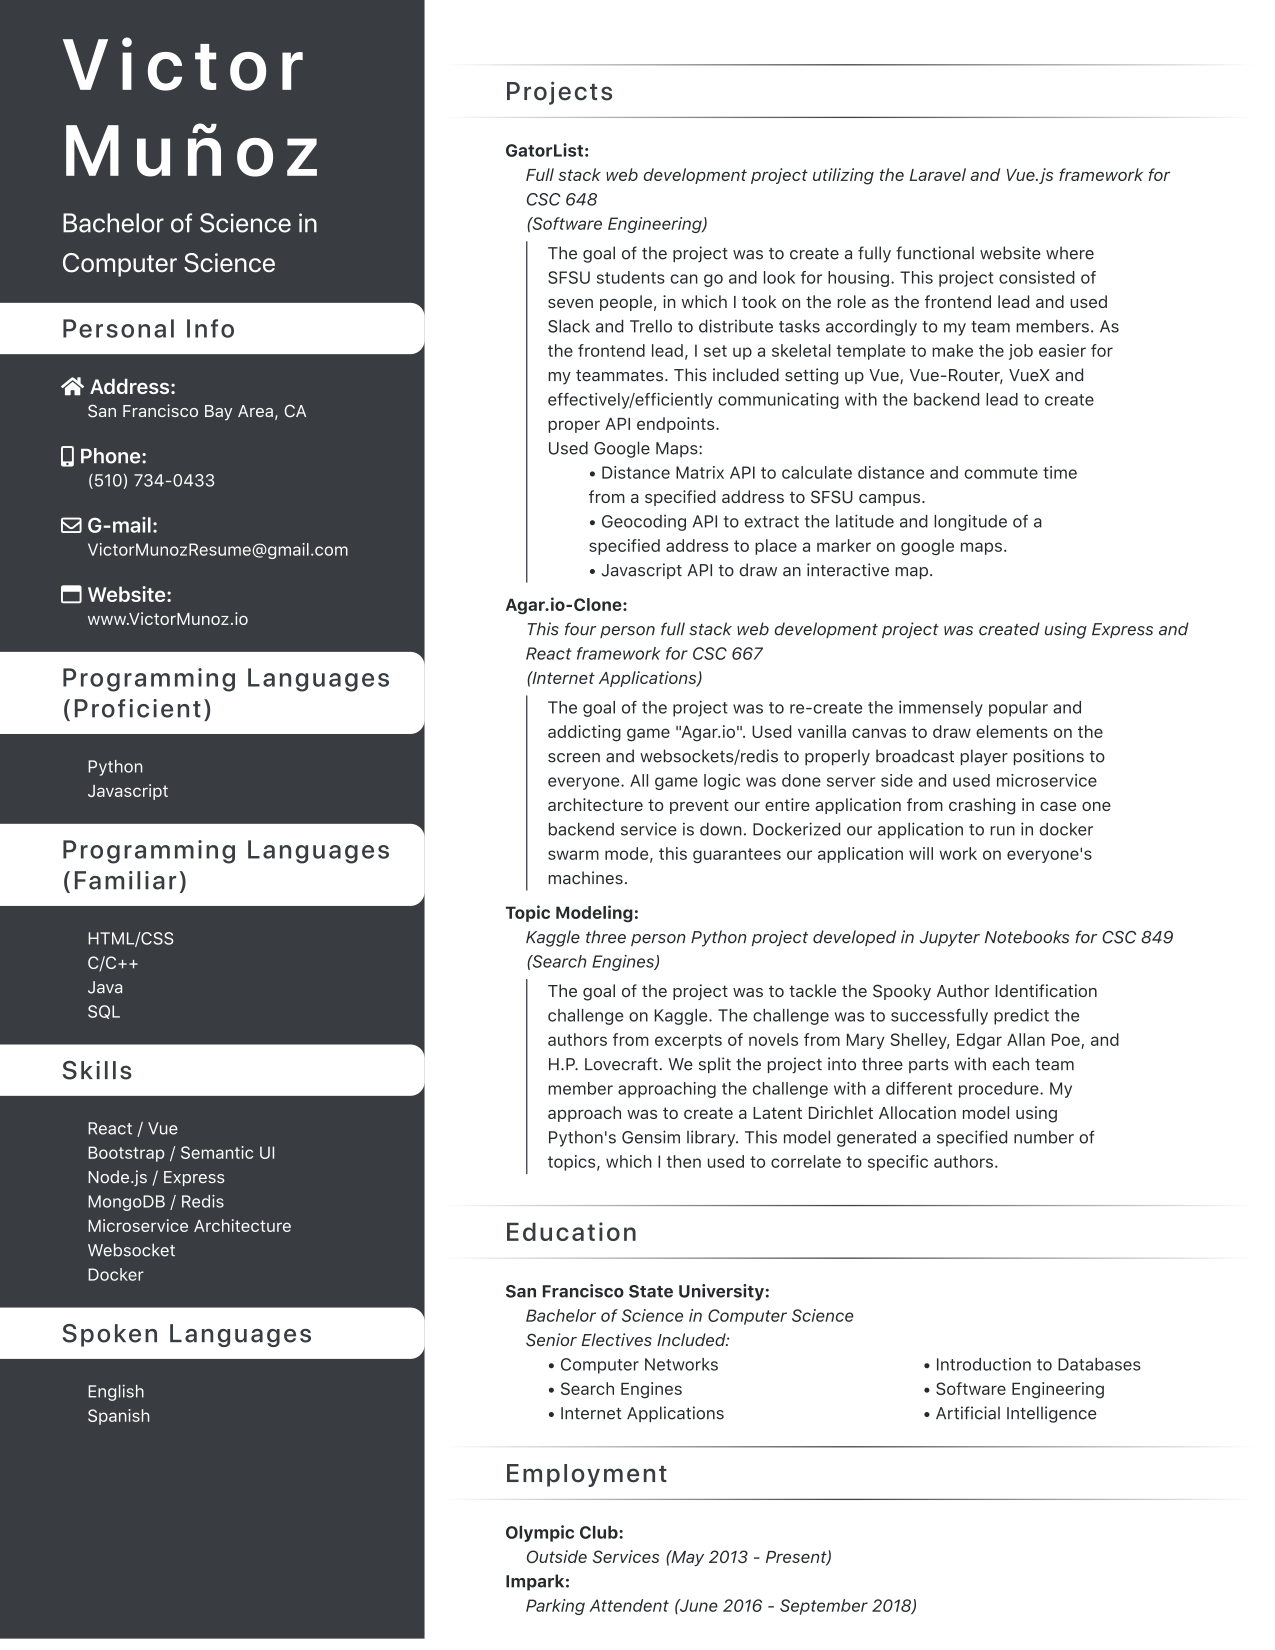 Victor
Muñoz
Bachelor of Science in
Computer Science
Personal Info
Address:
San Francisco Bay Area, CA
Phone:
(510) 734-0433
G-mail:
VictorMunozResume@gmail.com
Website:
www.VictorMunoz.io
Programming Languages
(Proficient)
Python
Javascript
Programming Languages
(Familiar)
HTML/CSS
C/C++
Java
SQL
Skills
React / Vue
Bootstrap / Semantic UI
Node.js / Express
MongoDB / Redis
Microservice Architecture
Websocket
Docker
Spoken Languages
English
Spanish
Projects
GatorList:
Full stack web development project utilizing the Laravel and Vue.js framework for
CSC 648
(Software Engineering)
The goal of the project was to create a fully functional website where
SFSU students can go and look for housing. This project consisted of
seven people, in which I took on the role as the frontend lead and used
Slack and Trello to distribute tasks accordingly to my team members. As
the frontend lead, I set up a skeletal template to make the job easier for
my teammates. This included setting up Vue, Vue-Router, VueX and
effectively/efficiently communicating with the backend lead to create
proper API endpoints.
Used Google Maps:
• Distance Matrix API to calculate distance and commute time
from a specified address to SFSU campus.
• Geocoding API to extract the latitude and longitude of a
specified address to place a marker on google maps.
• Javascript API to draw an interactive map.
Agar.io-Clone:
This four person full stack web development project was created using Express and
React framework for CSC 667
(Internet Applications)
The goal of the project was to re-create the immensely popular and
addicting game "Agar.io". Used vanilla canvas to draw elements on the
screen and websockets/redis to properly broadcast player positions to
everyone. All game logic was done server side and used microservice
architecture to prevent our entire application from crashing in case one
backend service is down. Dockerized our application to run in docker
swarm mode, this guarantees our application will work on everyone's
machines.
Topic Modeling:
Kaggle three person Python project developed in Jupyter Notebooks for CSC 849
(Search Engines)
The goal of the project was to tackle the Spooky Author Identification
challenge on Kaggle. The challenge was to successfully predict the
authors from excerpts of novels from Mary Shelley, Edgar Allan Poe, and
H.P. Lovecraft. We split the project into three parts with each team
member approaching the challenge with a different procedure. My
approach was to create a Latent Dirichlet Allocation model using
Python's Gensim library. This model generated a specified number of
topics, which I then used to correlate to specific authors.
Education
San Francisco State University:
Bachelor of Science in Computer Science
Senior Electives Included:
• Computer Networks
• Search Engines
• Internet Applications
• Introduction to Databases
• Software Engineering
• Artificial Intelligence
Employment
Olympic Club:
Outside Services (May 2013 - Present)
Impark:
Parking Attendent (June 2016 - September 2018)